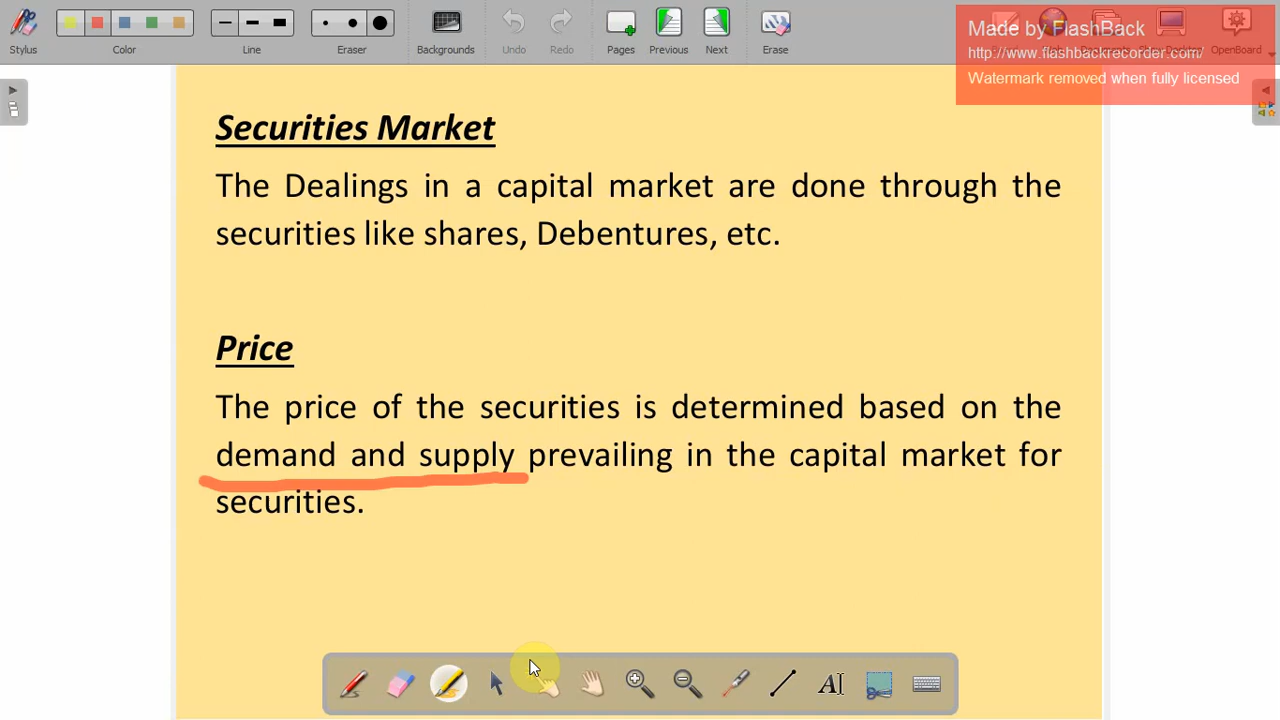 Stylus Color Line Eraser Backgrounds Undo Redo Pages Previous Next Erase OpenBoard
Made by FlashBack
http://www.flashbackrecorder.com/
Watermark removed when fully licensed
Securities Market
The Dealings in a capital market are done through the
securities like shares, Debentures, etc.
Price
The price of the securities is determined based on the
demand and supply prevailing in the capital market for
securities.
AI